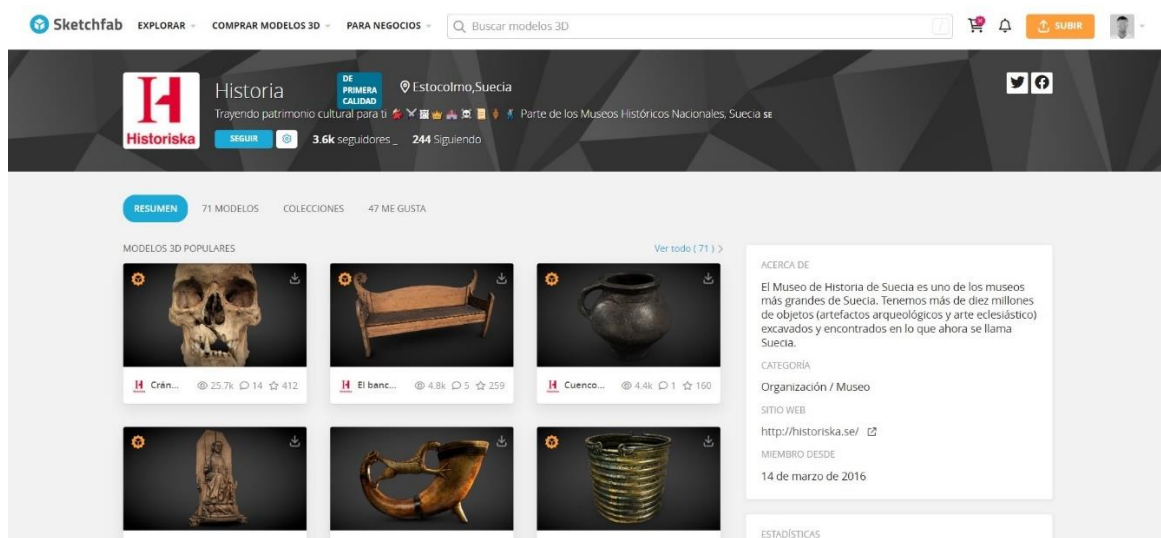 Sketchfab EXPLORAR COMPRAR MODELOS 3D PARA NEGOCIOS Buscar modelos 3D / SUBIR
Historia DE PRIMERA CALIDAD Estocolmo,Suecia
Trayendo patrimonio cultural para ti Parte de los Museos Históricos Nacionales, Suecia SE
Historiska SEGUIR 3.6k seguidores_ 244 Siguiendo
RESUMEN 71 MODELOS COLECCIONES 47 ME GUSTA
MODELOS 3D POPULARES Ver todo ( 71 ) >
Crán... 25.7k 14 412
El banc... 4.8k 5 259
Cuenco... 4.4k 1 160
ACERCA DE
El Museo de Historia de Suecia es uno de los museos
más grandes de Suecia. Tenemos más de diez millones
de objetos (artefactos arqueológicos y arte eclesiástico)
excavados y encontrados en lo que ahora se llama
Suecia.
CATEGORÍA
Organización / Museo
SITIO WEB
http://historiska.se/
MIEMBRO DESDE
14 de marzo de 2016
ESTADÍSTICAS